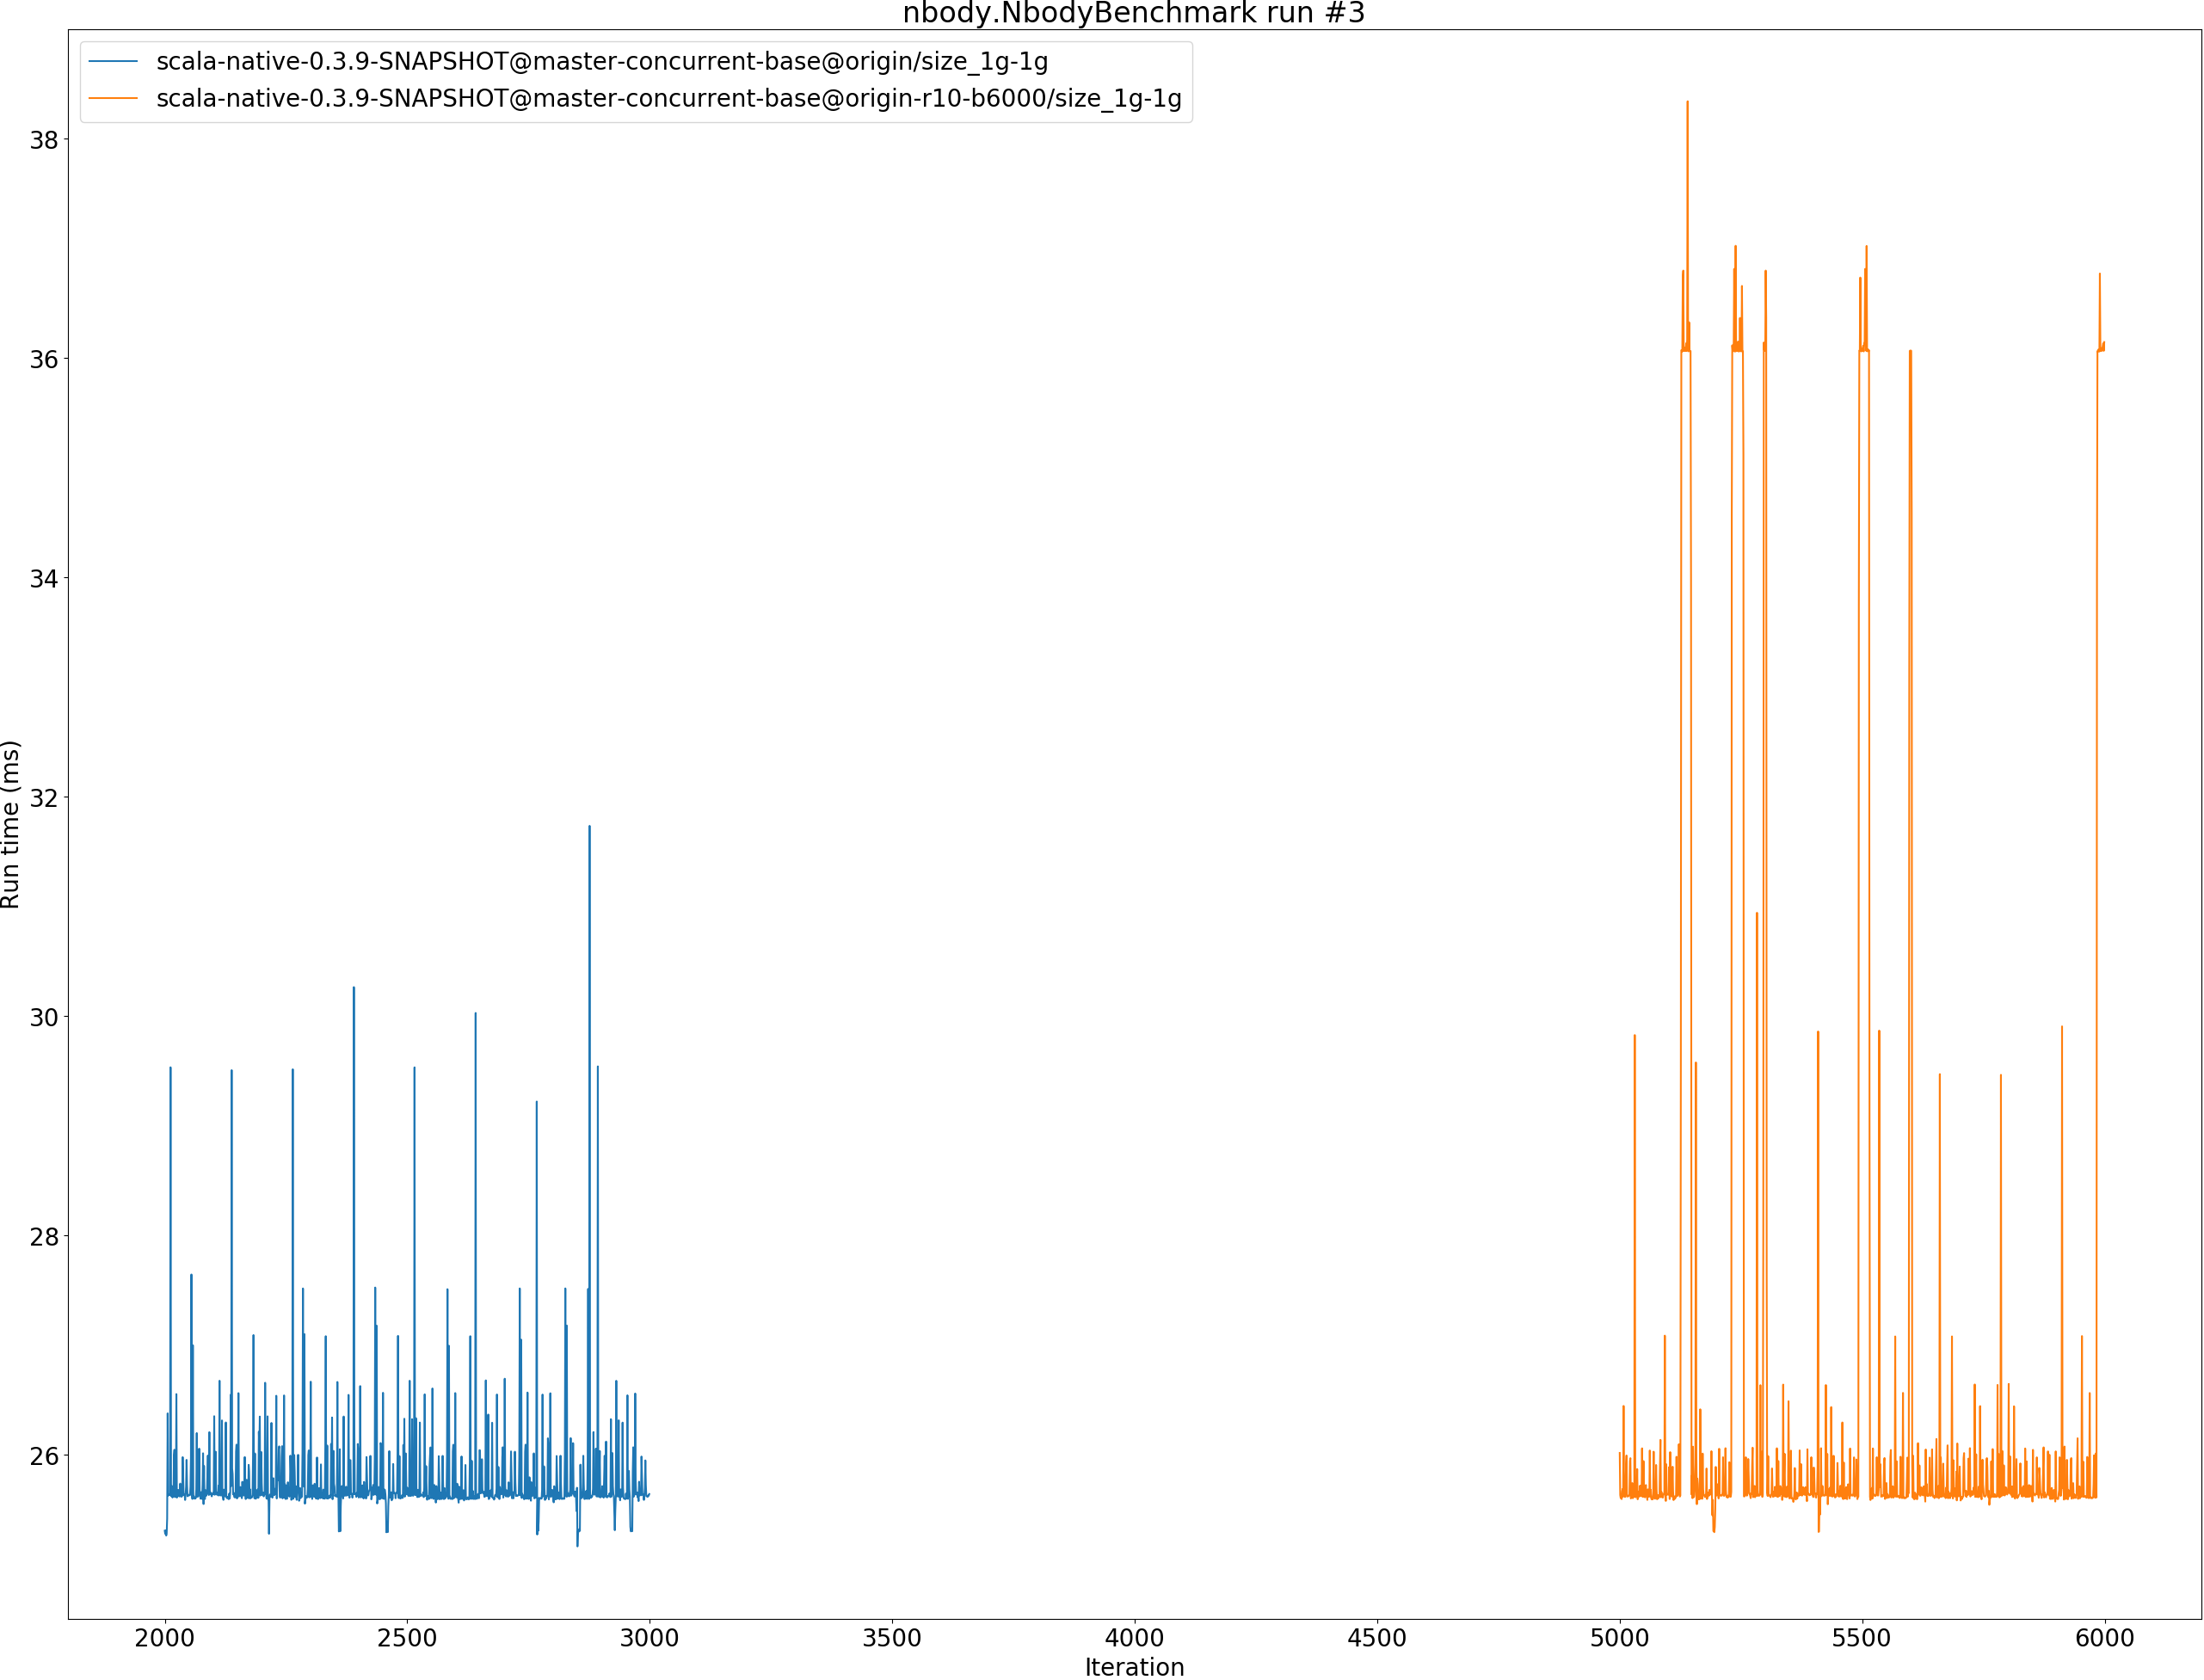 nbody.NbodyBenchmark run #3
scala-native-0.3.9-SNAPSHOT@master-concurrent-base@origin/size_1g-1g
scala-native-0.3.9-SNAPSHOT@master-concurrent-base@origin-r10-b6000/size_1g-1g
38
36
34
32
30
28
26
Run time (ms)
2000 2500 3000 3500 4000 4500 5000 5500 6000
Iteration